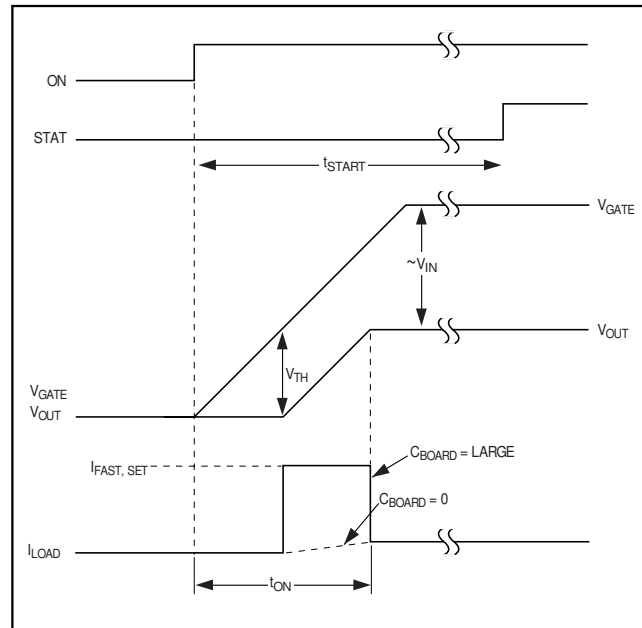 ON
STAT
tSTART
VGATE
~VIN
VOUT
VTH
VGATE
VOUT
IFAST, SET
CBOARD = LARGE
CBOARD = 0
ILOAD
tON